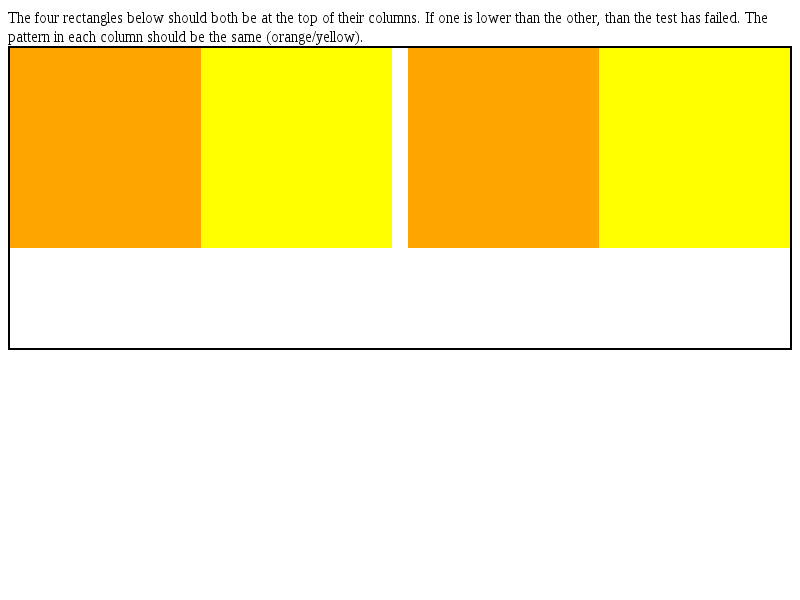 The four rectangles below should both be at the top of their columns. If one is lower than the other, than the test has failed. The
pattern in each column should be the same (orange/yellow).